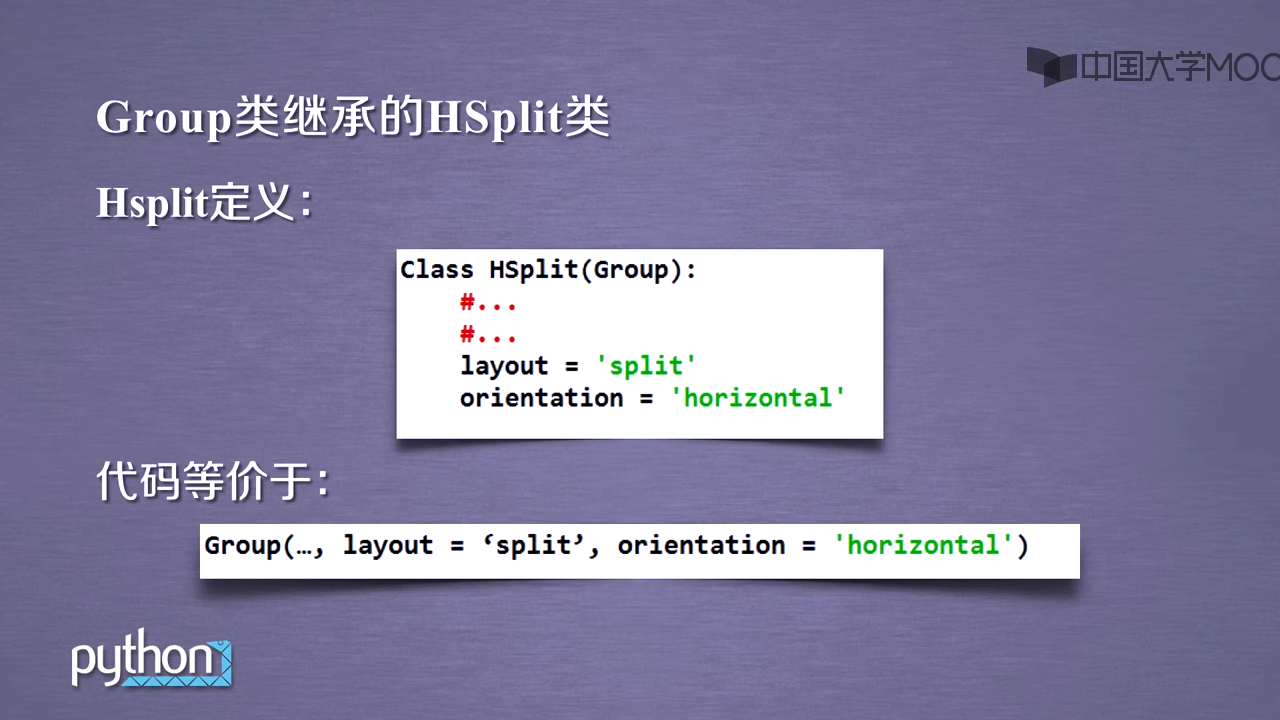 中国大学MOO
Group类继承的HSplit类
Hsplit定义：
Class HSplit(Group):
#...
#...
layout = 'split'
orientation = 'horizontal'
代码等价于：
Group(…, layout = ‘split’, orientation = 'horizontal')
python